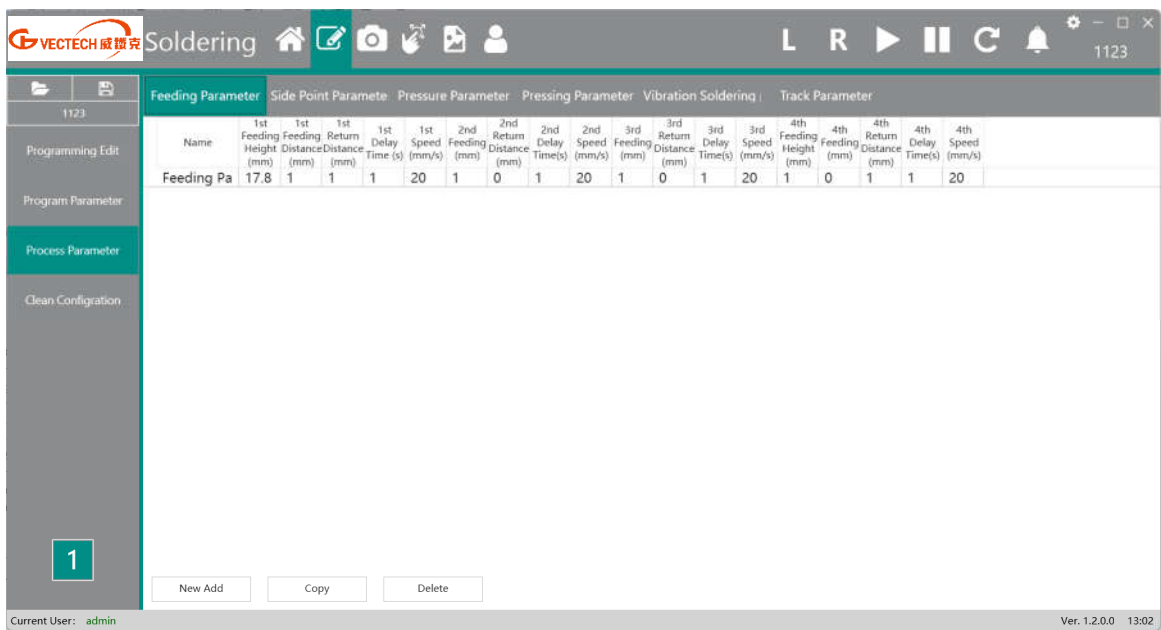 VECTECH 威鐡克 Soldering L R
1123
1123
Feeding Parameter Side Point Paramete Pressure Parameter Pressing Parameter Vibration Soldering Track Parameter
Programming Edit
Program Parameter
Process Parameter
Clean Configration
Name
1st Feeding Height (mm)
1st Feeding Distance (mm)
1st Return Distance (mm)
1st Delay Time (s)
1st Speed (mm/s)
2nd Feeding (mm)
2nd Return Distance (mm)
2nd Delay Time(s)
2nd Speed (mm/s)
3rd Feeding (mm)
3rd Return Distance (mm)
3rd Delay Time(s)
3rd Speed (mm/s)
4th Feeding Height (mm)
4th Feeding (mm)
4th Return Distance (mm)
4th Delay Time(s)
4th Speed (mm/s)
Feeding Pa 17.8 1 1 1 20 1 0 1 20 1 0 1 20 1 0 1 1 20
1
New Add Copy Delete
Current User: admin Ver. 1.2.0.0 13:02